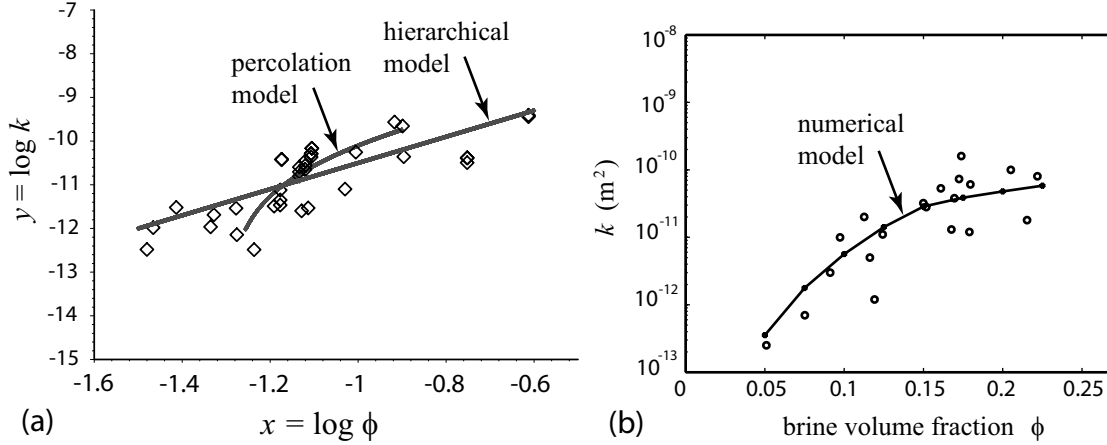 -7
-8
-9
-10
-11
-12
-13
-14
-15
y = log k
-1.6
-1.4
-1.2
-1
-0.8
-0.6
x = log ϕ
percolation
model
hierarchical
model
(a)
10⁻⁸
10⁻⁹
10⁻¹⁰
10⁻¹¹
10⁻¹²
10⁻¹³
k (m²)
0
0.05
0.1
0.15
0.2
0.25
brine volume fraction ϕ
numerical
model
(b)